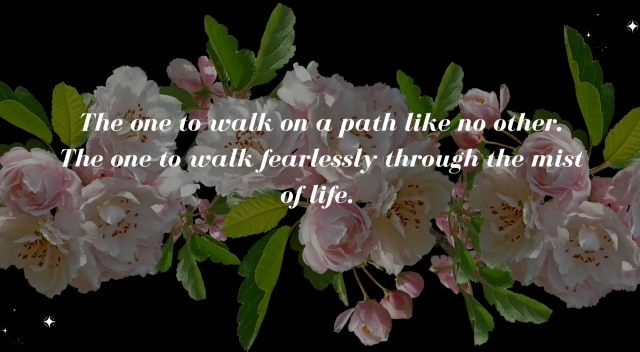 The one to walk on a path like no other.
The one to walk fearlessly through the mist
of life.